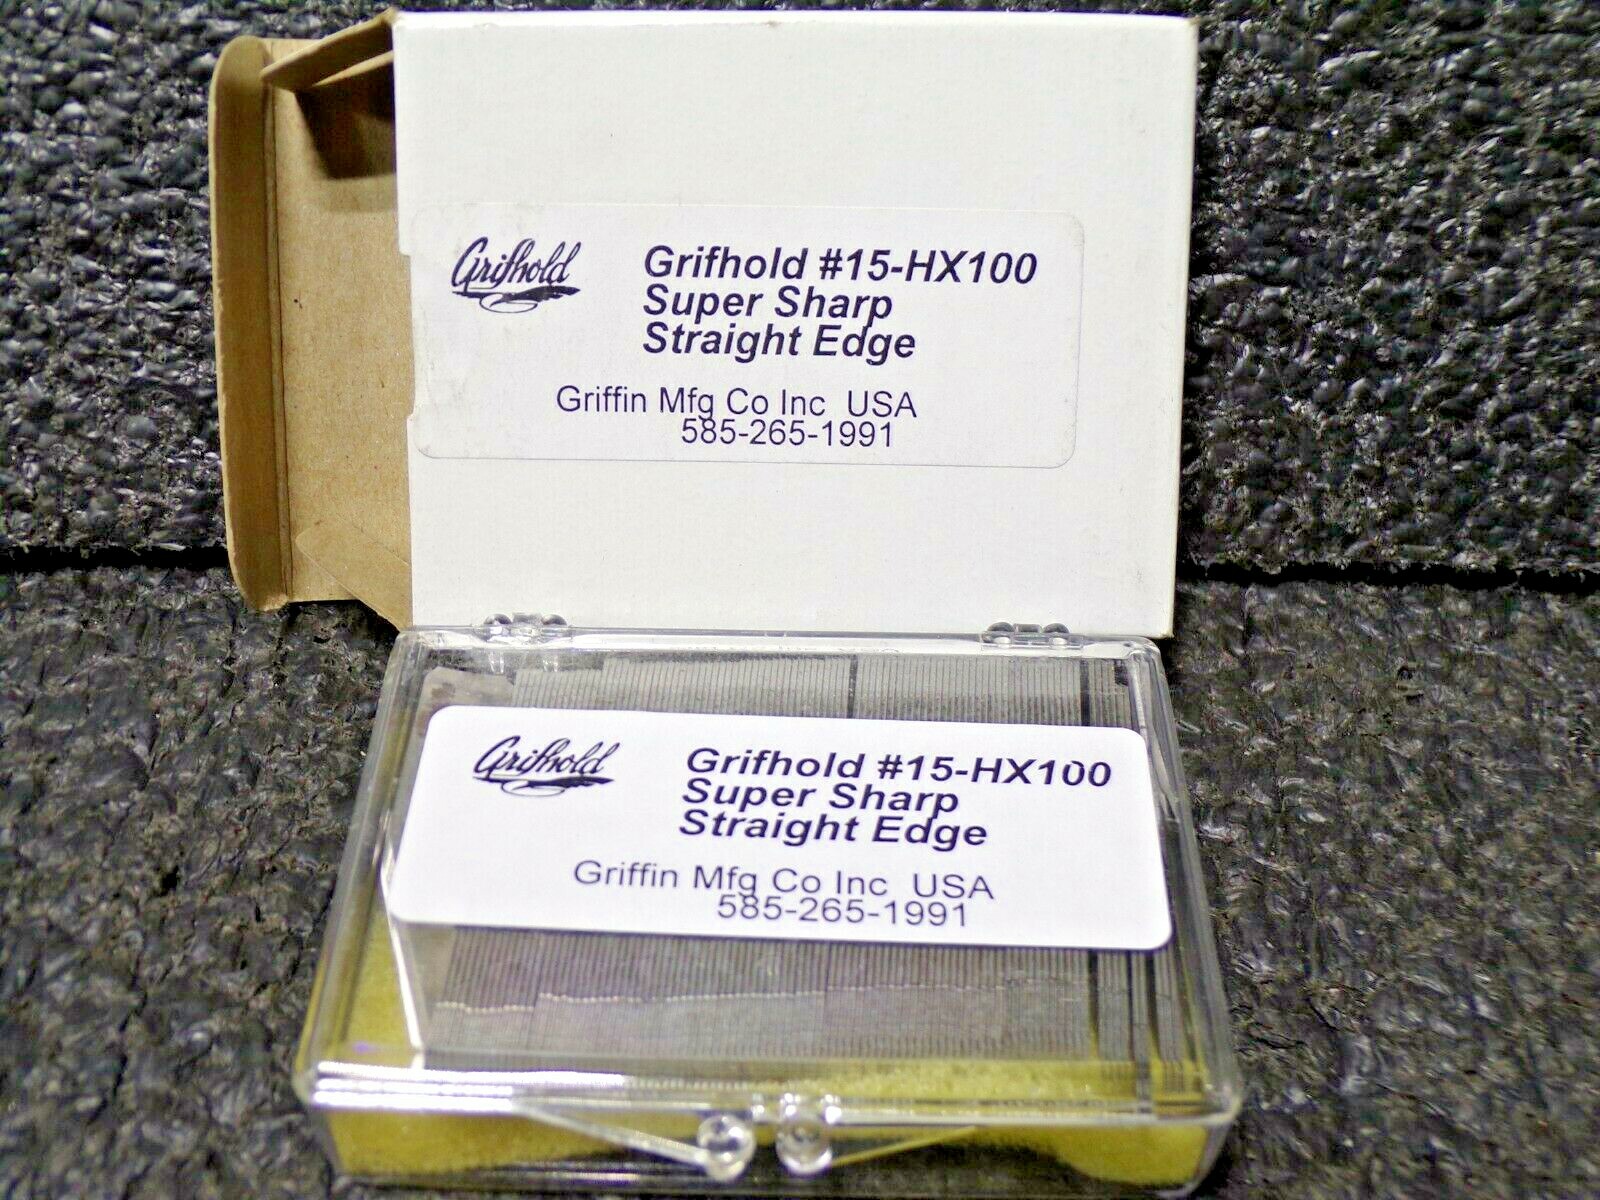 Grifhold
Grifhold #15-HX100
Super Sharp
Straight Edge
Griffin Mfg Co Inc USA
585-265-1991
Grifhold
Grifhold #15-HX100
Super Sharp
Straight Edge
Griffin Mfg Co Inc USA
585-265-1991